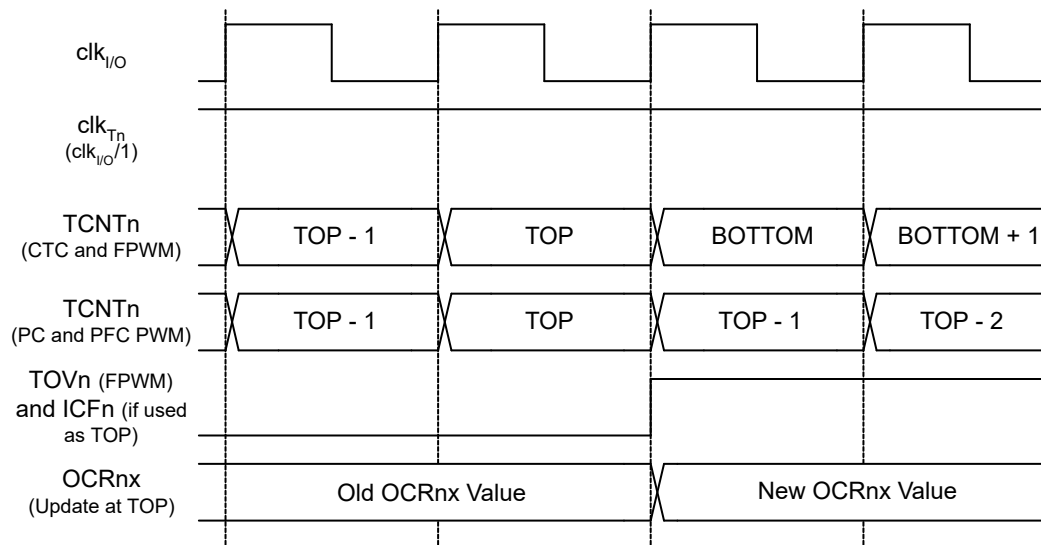 clkI/O
clkTn
(clkI/O/1)
TCNTn
(CTC and FPWM)
TOP - 1 TOP BOTTOM BOTTOM + 1
TCNTn
(PC and PFC PWM)
TOP - 1 TOP TOP - 1 TOP - 2
TOVn (FPWM)
and ICFn (if used
as TOP)
OCRnx
(Update at TOP)
Old OCRnx Value New OCRnx Value